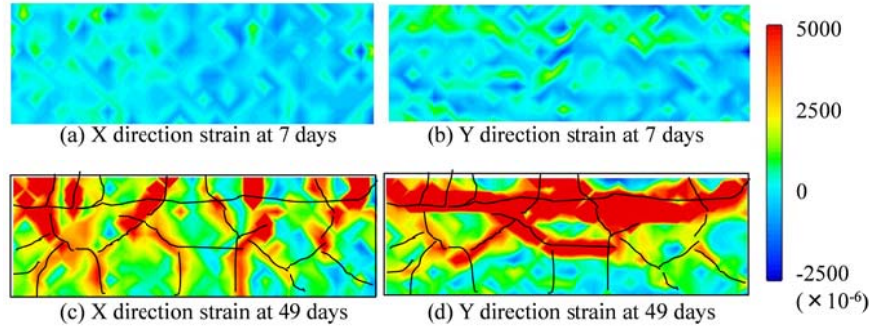 (a) X direction strain at 7 days
(b) Y direction strain at 7 days
(c) X direction strain at 49 days
(d) Y direction strain at 49 days
5000
2500
0
-2500
(×10⁻⁶)